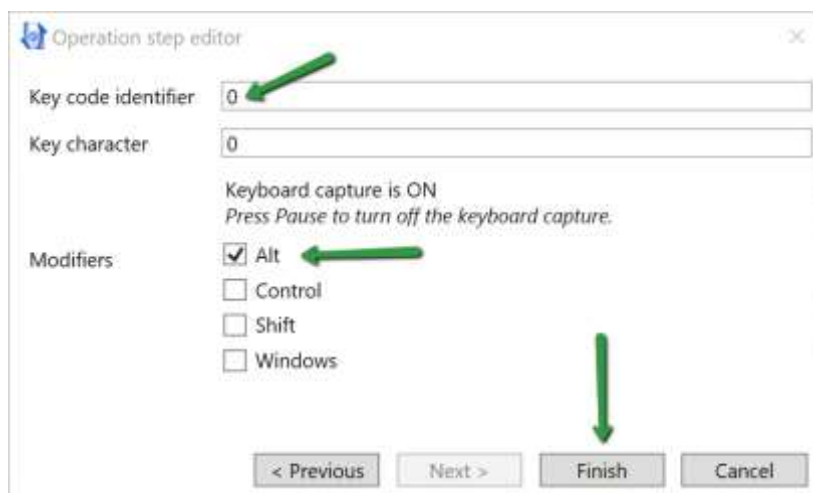 Operation step editor
Key code identifier 0
Key character 0
Keyboard capture is ON
Press Pause to turn off the keyboard capture.
Modifiers Alt
Control
Shift
Windows
< Previous Next > Finish Cancel